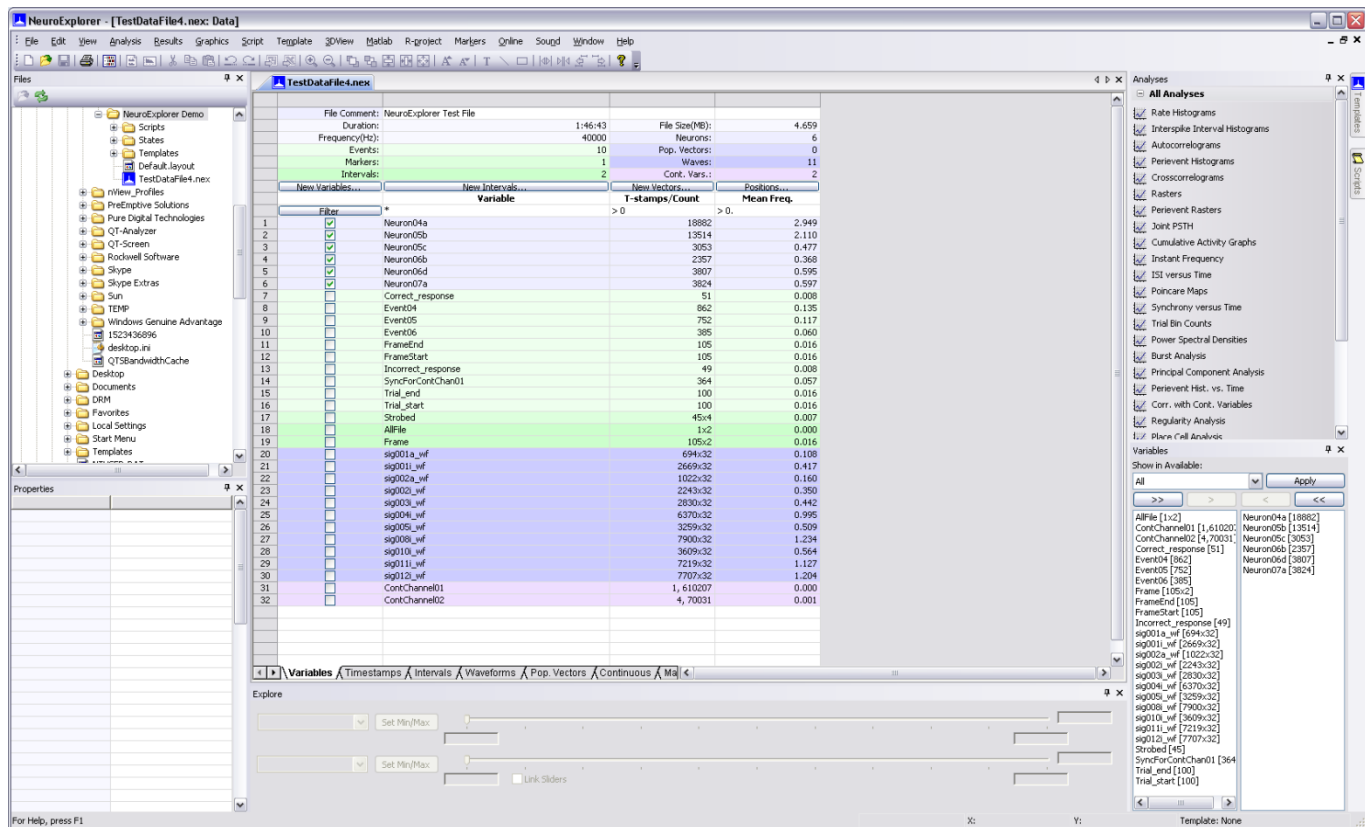 NeuroExplorer - [TestDataFile4.nex: Data]
File Edit View Analysis Results Graphics Script Template 3DView Matlab R-project Markers Online Sound Window Help
Files
NeuroExplorer Demo
Scripts
States
Templates
Default.layout
TestDataFile4.nex
nView_Profiles
PreEmptive Solutions
Pure Digital Technologies
QT-Analyzer
QT-Screen
Rockwell Software
Skype
Skype Extras
Sun
TEMP
Windows Genuine Advantage
1523436896
desktop.ini
QTSBandwidthCache
Desktop
Documents
DRM
Favorites
Local Settings
Start Menu
Templates
Properties
TestDataFile4.nex
File Comment: NeuroExplorer Test File
Duration: 1:46:43 File Size(MB): 4.659
Frequency(Hz): 40000 Neurons: 6
Events: 10 Pop. Vectors: 0
Markers: 1 Waves: 11
Intervals: 2 Cont. Vars.: 2
New Variables... New Intervals... New Vectors... Positions...
Variable T-stamps/Count Mean Freq.
Filter * > 0 > 0.
1 Neuron04a 18882 2.949
2 Neuron05b 13514 2.110
3 Neuron05c 3053 0.477
4 Neuron06b 2357 0.368
5 Neuron06d 3807 0.595
6 Neuron07a 3824 0.597
7 Correct_response 51 0.008
8 Event04 862 0.135
9 Event05 752 0.117
10 Event06 385 0.060
11 FrameEnd 105 0.016
12 FrameStart 105 0.016
13 Incorrect_response 49 0.008
14 SyncForContChan01 364 0.057
15 Trial_end 100 0.016
16 Trial_start 100 0.016
17 Strobed 45x4 0.007
18 AllFile 1x2 0.000
19 Frame 105x2 0.016
20 sig001a_wf 694x32 0.108
21 sig001i_wf 2669x32 0.417
22 sig002a_wf 1022x32 0.160
23 sig002i_wf 2243x32 0.350
24 sig003i_wf 2830x32 0.442
25 sig004i_wf 6370x32 0.995
26 sig005i_wf 3259x32 0.509
27 sig008i_wf 7900x32 1.234
28 sig010i_wf 3609x32 0.564
29 sig011i_wf 7219x32 1.127
30 sig012i_wf 7707x32 1.204
31 ContChannel01 1, 610207 0.000
32 ContChannel02 4, 70031 0.001
Variables Timestamps Intervals Waveforms Pop. Vectors Continuous Ma
Explore
Set Min/Max
Set Min/Max
Link Sliders
Analyses
All Analyses
Rate Histograms
Interspike Interval Histograms
Autocorrelograms
Perievent Histograms
Crosscorrelograms
Rasters
Perievent Rasters
Joint PSTH
Cumulative Activity Graphs
Instant Frequency
ISI versus Time
Poincare Maps
Synchrony versus Time
Trial Bin Counts
Power Spectral Densities
Burst Analysis
Principal Component Analysis
Perievent Hist. vs. Time
Corr. with Cont. Variables
Regularity Analysis
Place Cell Analysis
Templates
Scripts
Variables
Show in Available:
All Apply
>> > < <<
AllFile [1x2]
ContChannel01 [1,610207
ContChannel02 [4,70031]
Correct_response [51]
Event04 [862]
Event05 [752]
Event06 [385]
Frame [105x2]
FrameEnd [105]
FrameStart [105]
Incorrect_response [49]
sig001a_wf [694x32]
sig001i_wf [2669x32]
sig002a_wf [1022x32]
sig002i_wf [2243x32]
sig003i_wf [2830x32]
sig004i_wf [6370x32]
sig005i_wf [3259x32]
sig008i_wf [7900x32]
sig010i_wf [3609x32]
sig011i_wf [7219x32]
sig012i_wf [7707x32]
Strobed [45]
SyncForContChan01 [364
Trial_end [100]
Trial_start [100]
Neuron04a [18882]
Neuron05b [13514]
Neuron05c [3053]
Neuron06b [2357]
Neuron06d [3807]
Neuron07a [3824]
For Help, press F1 X: Y: Template: None